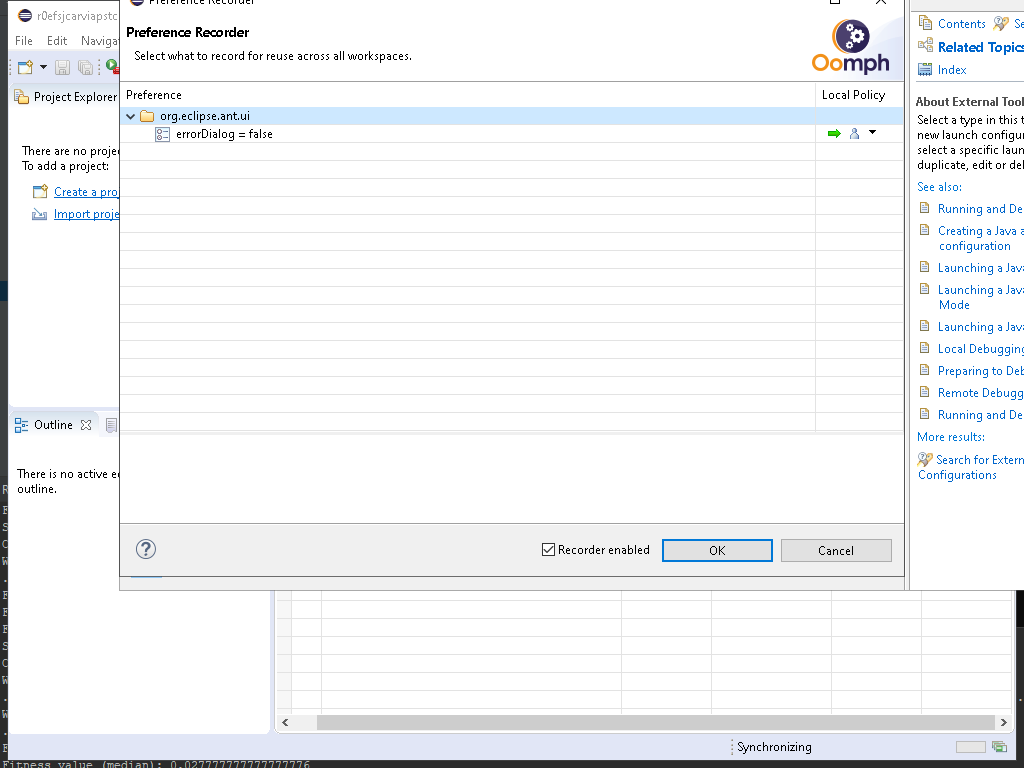 r0efsjcarviapstc
File Edit Naviga
Project Explorer
There are no proje
To add a project:
Create a pro
Import proje
Outline
There is no active e
outline.
Preference Recorder
Preference Recorder
Select what to record for reuse across all workspaces.
Oomph
Preference Local Policy
org.eclipse.ant.ui
errorDialog = false
? Recorder enabled OK Cancel
Contents Se
Related Topics
Index
About External Tool
Select a type in this t
new launch configur
select a specific laun
duplicate, edit or del
See also:
Running and De
Creating a Java a
configuration
Launching a Java
Launching a Java
Mode
Launching a Java
Local Debugging
Preparing to Deb
Remote Debugg
Running and De
More results:
Search for Extern
Configurations
Synchronizing
Fitness value (median): 0.027777777777777776